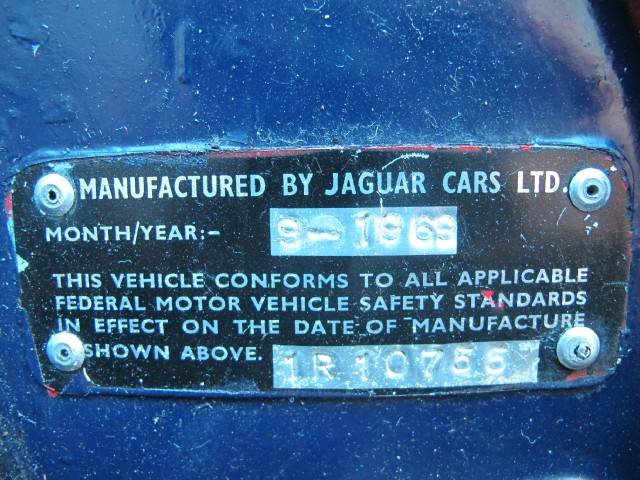 MANUFACTURED BY JAGUAR CARS LTD.
MONTH/YEAR:- 9-1969
THIS VEHICLE CONFORMS TO ALL APPLICABLE
FEDERAL MOTOR VEHICLE SAFETY STANDARDS
IN EFFECT ON THE DATE OF MANUFACTURE
SHOWN ABOVE. 1R10755